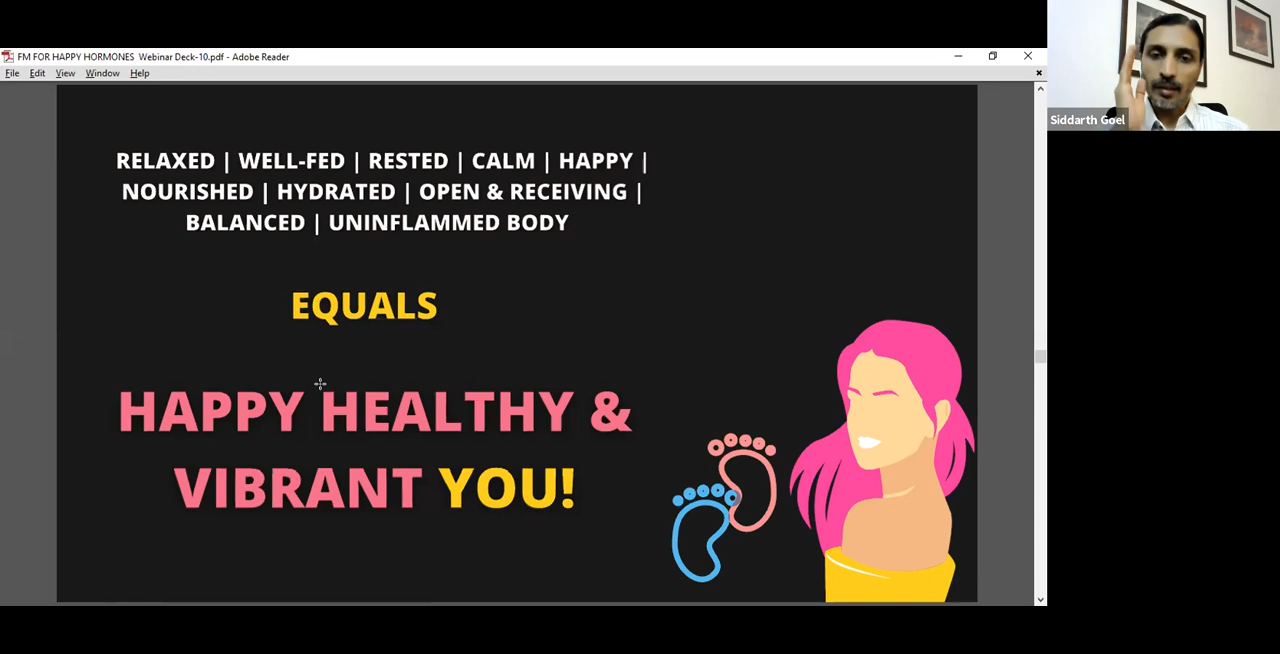 FM FOR HAPPY HORMONES Webinar Deck-10.pdf - Adobe Reader
File Edit View Window Help
Siddarth Goel
RELAXED | WELL-FED | RESTED | CALM | HAPPY |
NOURISHED | HYDRATED | OPEN & RECEIVING |
BALANCED | UNINFLAMMED BODY
EQUALS
HAPPY HEALTHY &
VIBRANT YOU!